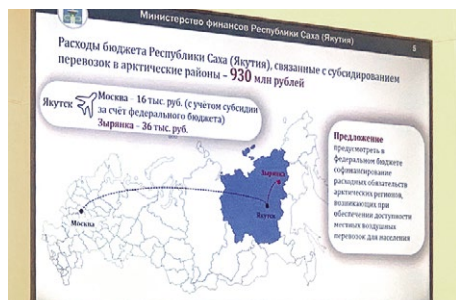 Министерство финансов Республики Саха (Якутия)
6
Расходы бюджета Республики Саха (Якутия), связанные с субсидированием
перевозок в арктические районы – 930 млн рублей
Якутск
Москва – 16 тыс. руб. (с учётом субсидии
за счёт федерального бюджета)
Зырянка – 36 тыс. руб.
Предложение
предусмотреть в
федеральном бюджете
софинансирование
расходных обязательств
арктических регионов,
возникающих при
обеспечении доступности
местных воздушных
перевозок для населения
Зырянка
Якутск
Москва